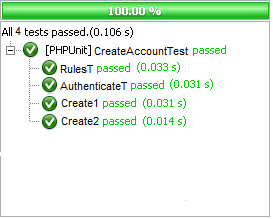 100.00 %
All 4 tests passed.(0.106 s)
[PHPUnit] CreateAccountTest passed
RulesT passed (0.033 s)
AuthenticateT passed (0.031 s)
Create1 passed (0.031 s)
Create2 passed (0.014 s)